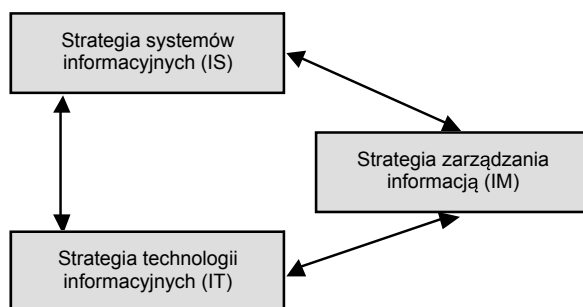 Strategia systemów
informacyjnych (IS)
Strategia zarządzania
informacją (IM)
Strategia technologii
informacyjnych (IT)